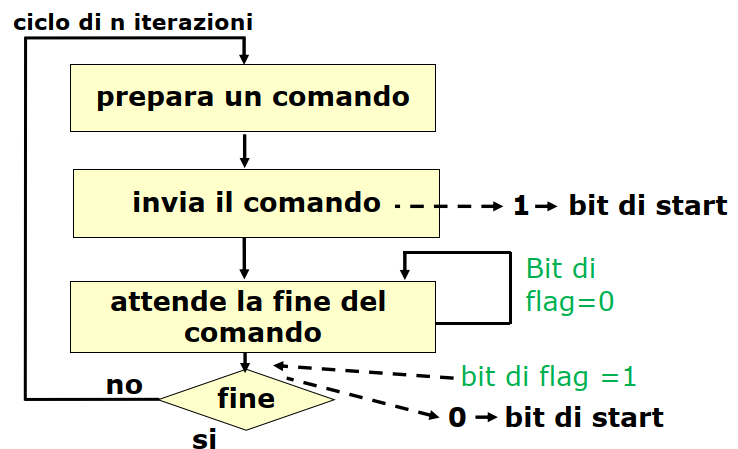 ciclo di n iterazioni
prepara un comando
invia il comando
1 → bit di start
attende la fine del
comando
Bit di
flag=0
bit di flag =1
no
fine
0 → bit di start
si